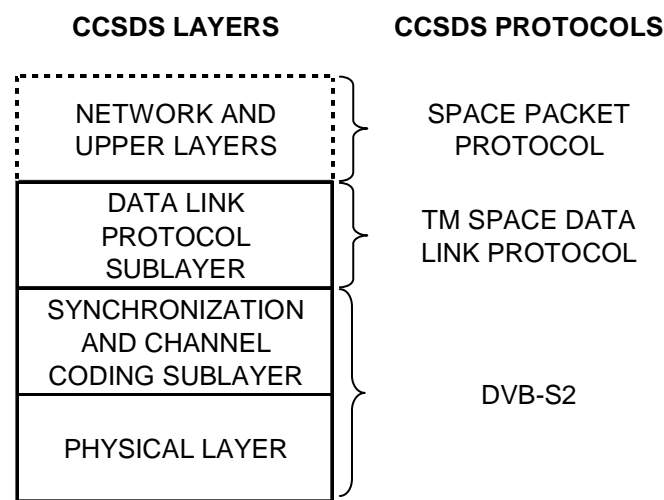 CCSDS LAYERS
CCSDS PROTOCOLS
NETWORK AND
UPPER LAYERS
SPACE PACKET
PROTOCOL
DATA LINK
PROTOCOL
SUBLAYER
TM SPACE DATA
LINK PROTOCOL
SYNCHRONIZATION
AND CHANNEL
CODING SUBLAYER
DVB-S2
PHYSICAL LAYER